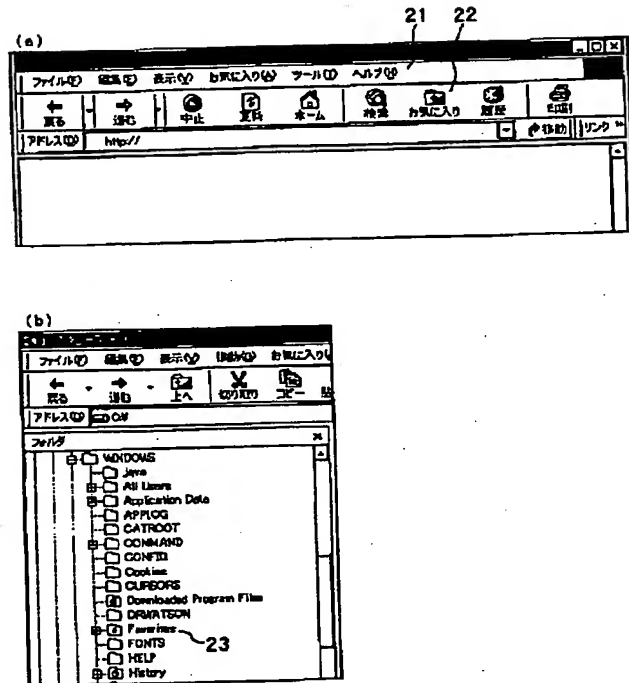 21 22
(a)
ファイル(F) 編集(E) 表示(V) お気に入り(A) ツール(T) ヘルプ(H)
戻る 進む 中止 更新 ホーム 検索 お気に入り 履歴 印刷
アドレス(D) http:// 移動 リンク »
(b)
ファイル(F) 編集(E) 表示(V) 移動(G) お気に入り
戻る 進む 上へ 切り取り コピー
アドレス(D) C:¥
フォルダ ×
WINDOWS
java
All Users
Application Data
APPLOG
CATROOT
COMMAND
CONFIG
Cookies
CURSORS
Downloaded Program Files
DRWATSON
Favorites 23
FONTS
HELP
History